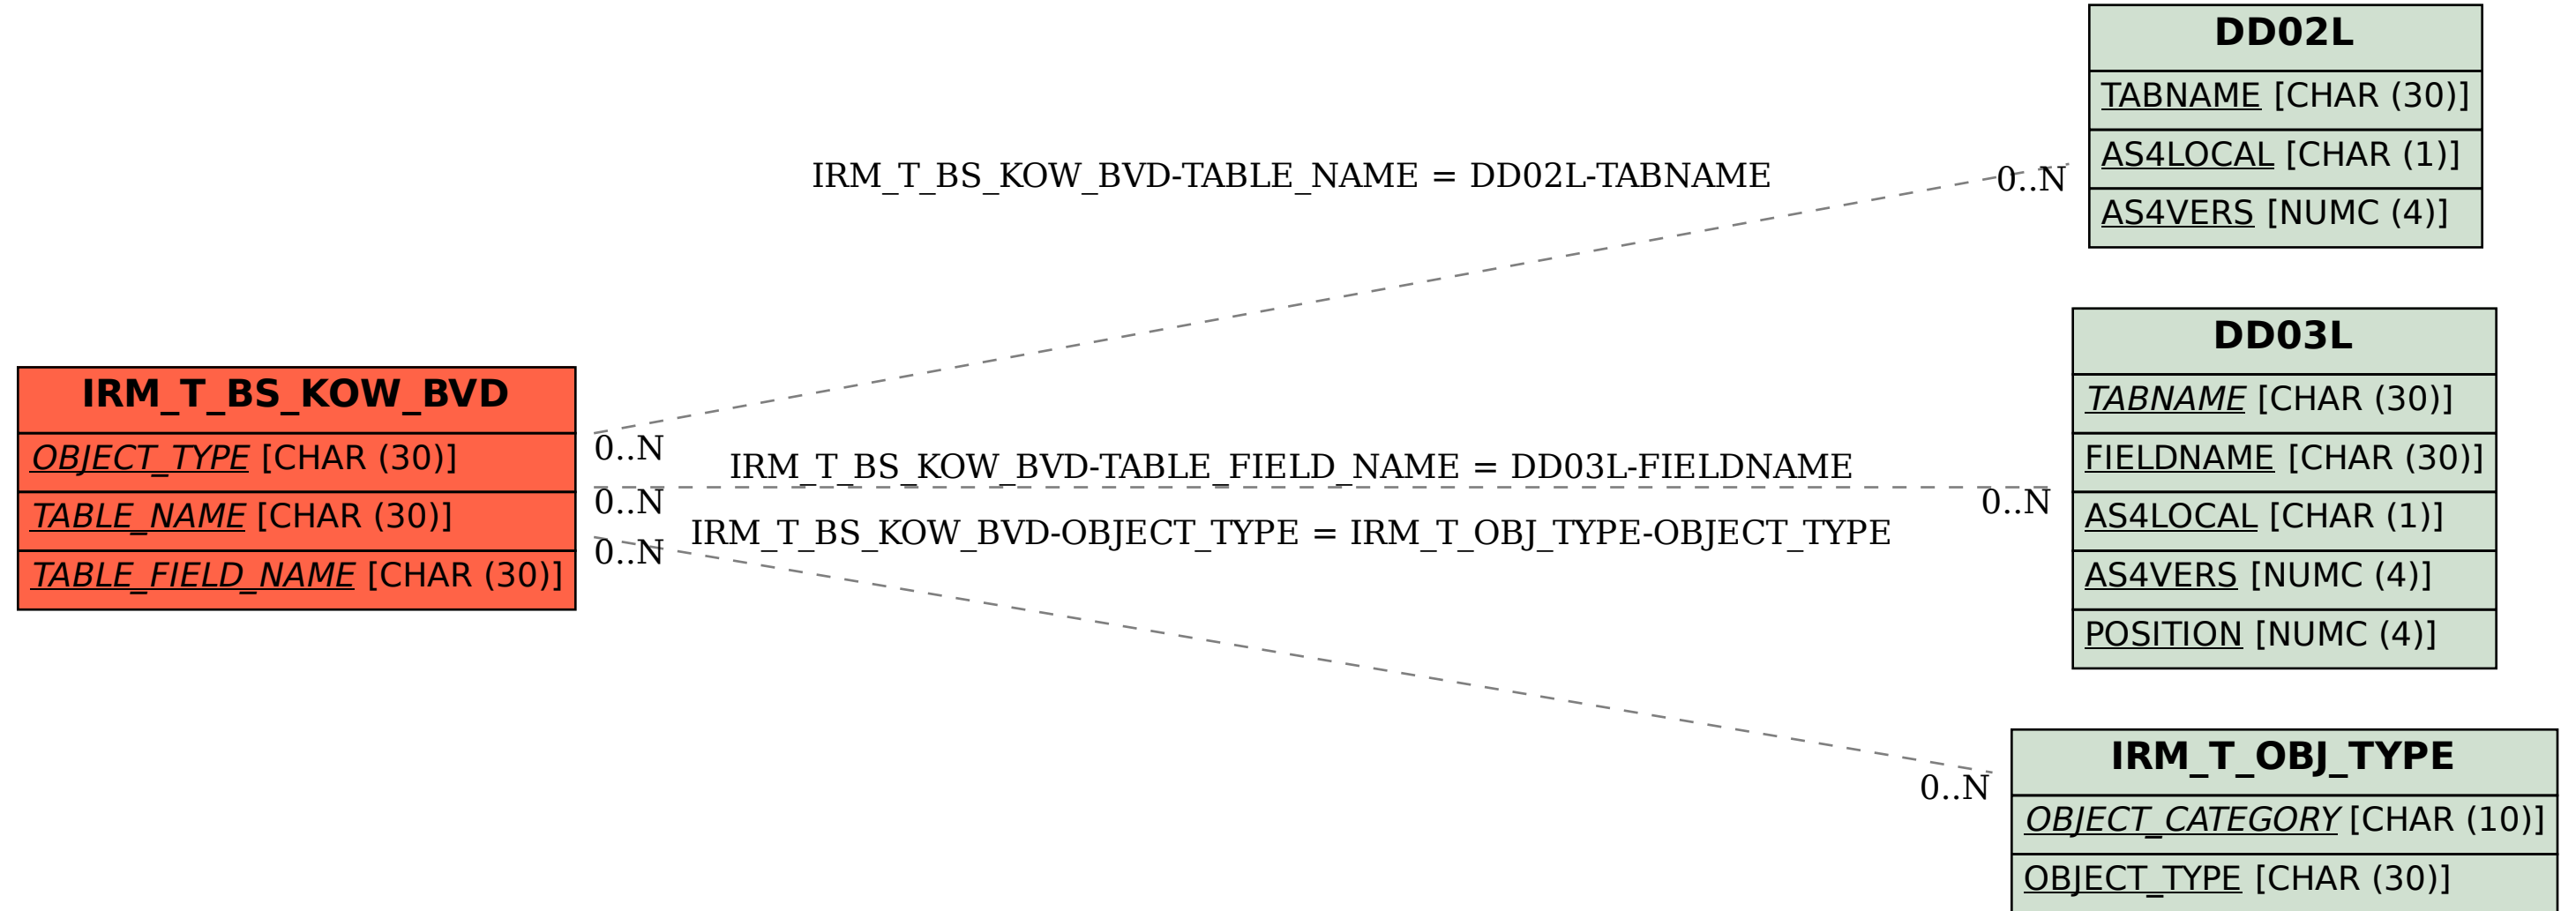 DD02L
TABNAME [CHAR (30)]
AS4LOCAL [CHAR (1)]
AS4VERS [NUMC (4)]
IRM_T_BS_KOW_BVD-TABLE_NAME = DD02L-TABNAME
0..N
DD03L
TABNAME [CHAR (30)]
FIELDNAME [CHAR (30)]
AS4LOCAL [CHAR (1)]
AS4VERS [NUMC (4)]
POSITION [NUMC (4)]
IRM_T_BS_KOW_BVD
OBJECT_TYPE [CHAR (30)]
TABLE_NAME [CHAR (30)]
TABLE_FIELD_NAME [CHAR (30)]
0..N
IRM_T_BS_KOW_BVD-TABLE_FIELD_NAME = DD03L-FIELDNAME
0..N
0..N
IRM_T_BS_KOW_BVD-OBJECT_TYPE = IRM_T_OBJ_TYPE-OBJECT_TYPE
0..N
0..N
IRM_T_OBJ_TYPE
OBJECT_CATEGORY [CHAR (10)]
OBJECT_TYPE [CHAR (30)]